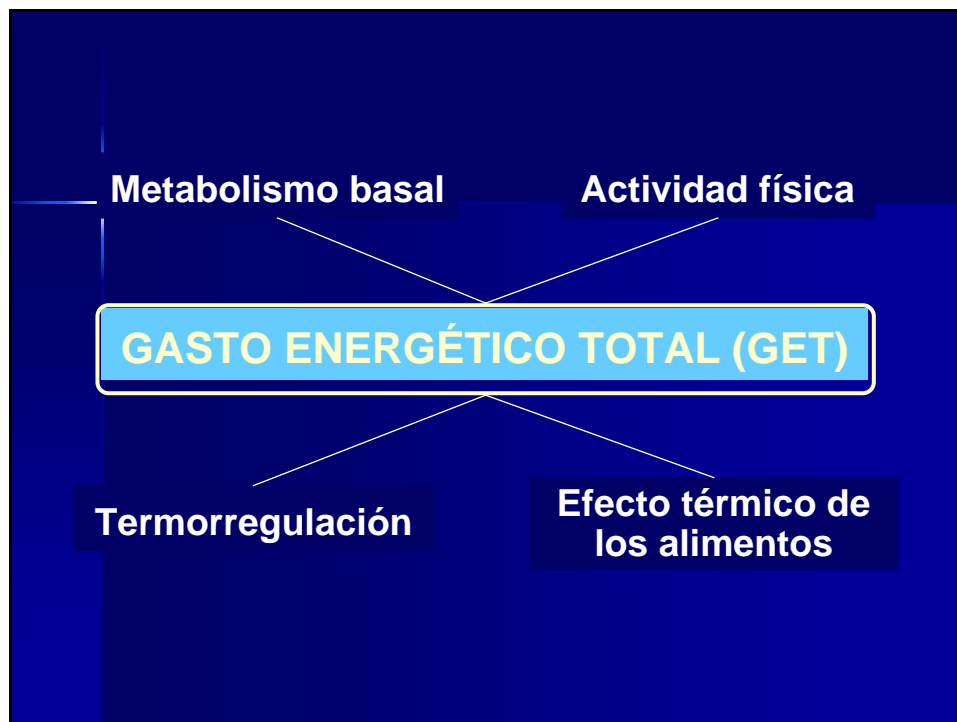 Metabolismo basal
Actividad física
GASTO ENERGÉTICO TOTAL (GET)
Termorregulación
Efecto térmico de
los alimentos